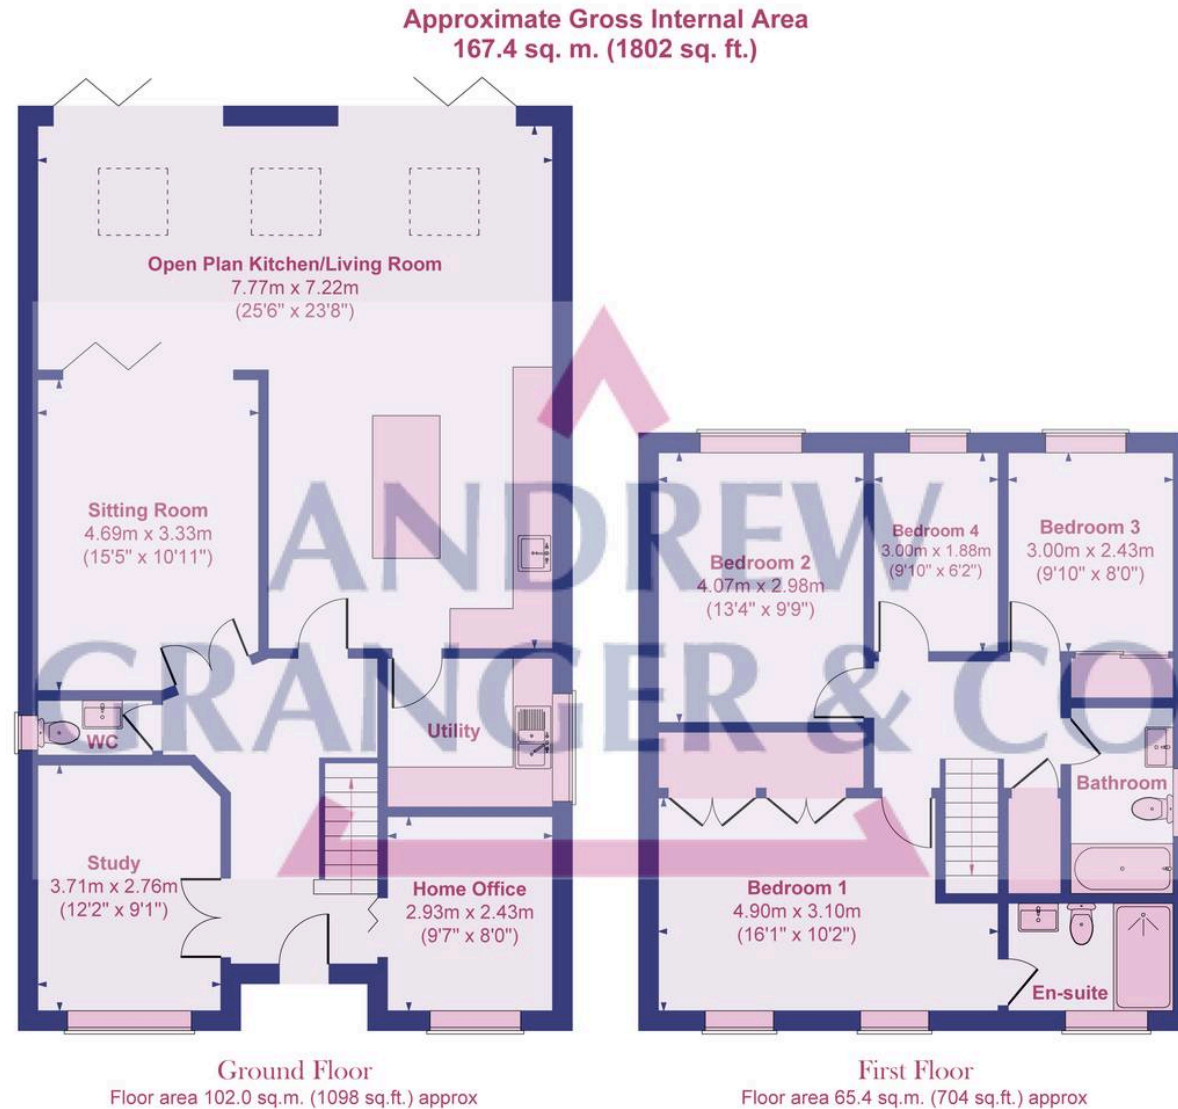 Approximate Gross Internal Area
167.4 sq. m. (1802 sq. ft.)
Open Plan Kitchen/Living Room
7.77m x 7.22m
(25'6" x 23'8")
Sitting Room
4.69m x 3.33m
(15'5" x 10'11")
WC
Utility
Study
3.71m x 2.76m
(12'2" x 9'1")
Home Office
2.93m x 2.43m
(9'7" x 8'0")
Ground Floor
Floor area 102.0 sq.m. (1098 sq.ft.) approx
Bedroom 2
4.07m x 2.98m
(13'4" x 9'9")
Bedroom 4
3.00m x 1.88m
(9'10" x 6'2")
Bedroom 3
3.00m x 2.43m
(9'10" x 8'0")
Bathroom
Bedroom 1
4.90m x 3.10m
(16'1" x 10'2")
En-suite
First Floor
Floor area 65.4 sq.m. (704 sq.ft.) approx
ANDREW
GRANGER & CO